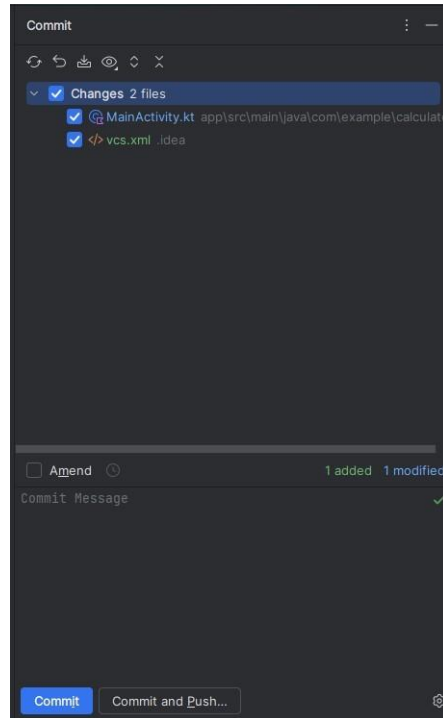 Commit
Changes 2 files
MainActivity.kt app\src\main\java\com\example\calculat
vcs.xml .idea
Amend 1 added 1 modified
Commit Message
Commit Commit and Push...